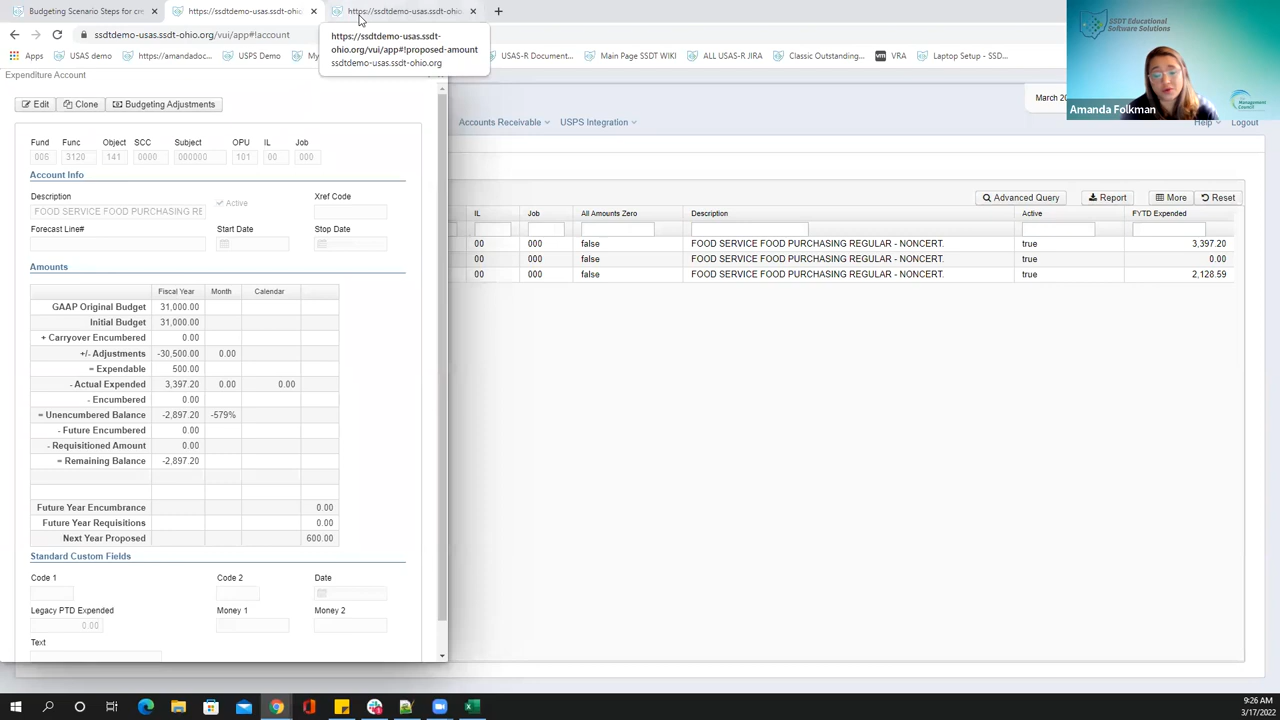 Budgeting Scenario Steps for cre
https://ssdtdemo-usas.ssdt-ohio.
https://ssdtdemo-usas.ssdt-ohio.
ssdtdemo-usas.ssdt-ohio.org/vui/app#!account
https://ssdtdemo-usas.ssdt-
ohio.org/vui/app#!proposed-amount
ssdtdemo-usas.ssdt-ohio.org
Apps
USAS demo
https://amandadoc...
USPS Demo
My
USAS-R Document...
Main Page SSDT WIKI
ALL USAS-R JIRA
Classic Outstanding...
VRA
Laptop Setup - SSD...
SSDT Educational
Software Solutions
Management
Council
Amanda Folkman
March 20
Help
Logout
Accounts Receivable
USPS Integration
Expenditure Account
Edit
Clone
Budgeting Adjustments
Fund Func Object SCC Subject OPU IL Job
006 3120 141 0000 000000 101 00 000
Account Info
Description
Xref Code
FOOD SERVICE FOOD PURCHASING RE
Active
Forecast Line#
Start Date
Stop Date
Amounts
Fiscal Year Month Calendar
GAAP Original Budget 31,000.00
Initial Budget 31,000.00
+ Carryover Encumbered 0.00
+/- Adjustments -30,500.00 0.00
= Expendable 500.00
- Actual Expended 3,397.20 0.00 0.00
- Encumbered 0.00
= Unencumbered Balance -2,897.20 -579%
- Future Encumbered 0.00
- Requisitioned Amount 0.00
= Remaining Balance -2,897.20
Future Year Encumbrance 0.00
Future Year Requisitions 0.00
Next Year Proposed 600.00
Standard Custom Fields
Code 1
Code 2
Date
Legacy PTD Expended
Money 1
Money 2
0.00
Text
Advanced Query
Report
More
Reset
IL Job All Amounts Zero Description Active FYTD Expended
00 000 false FOOD SERVICE FOOD PURCHASING REGULAR - NONCERT. true 3,397.20
00 000 false FOOD SERVICE FOOD PURCHASING REGULAR - NONCERT. true 0.00
00 000 false FOOD SERVICE FOOD PURCHASING REGULAR - NONCERT. true 2,128.59
9:26 AM
3/17/2022